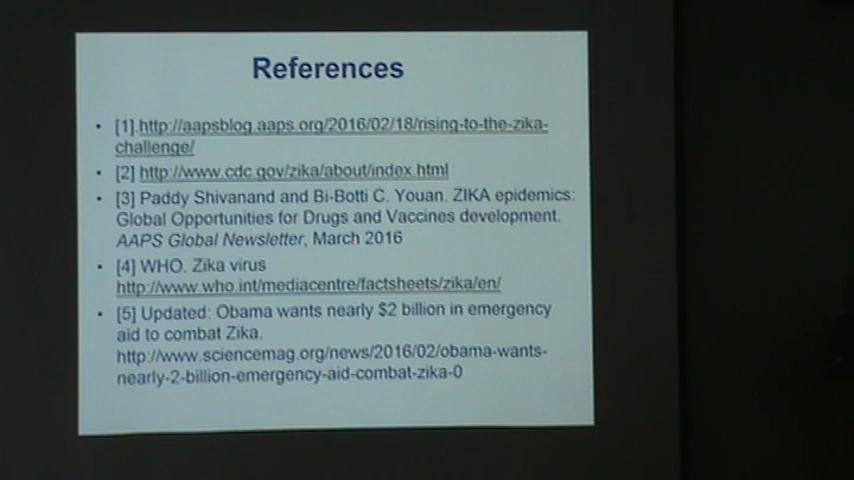 References
• [1].http://aapsblog.aaps.org/2016/02/18/rising-to-the-zika-
challenge/
• [2] http://www.cdc.gov/zika/about/index.html
• [3] Paddy Shivanand and Bi-Botti C. Youan. ZIKA epidemics:
Global Opportunities for Drugs and Vaccines development.
AAPS Global Newsletter, March 2016
• [4] WHO. Zika virus
http://www.who.int/mediacentre/factsheets/zika/en/
• [5] Updated: Obama wants nearly $2 billion in emergency
aid to combat Zika.
http://www.sciencemag.org/news/2016/02/obama-wants-
nearly-2-billion-emergency-aid-combat-zika-0